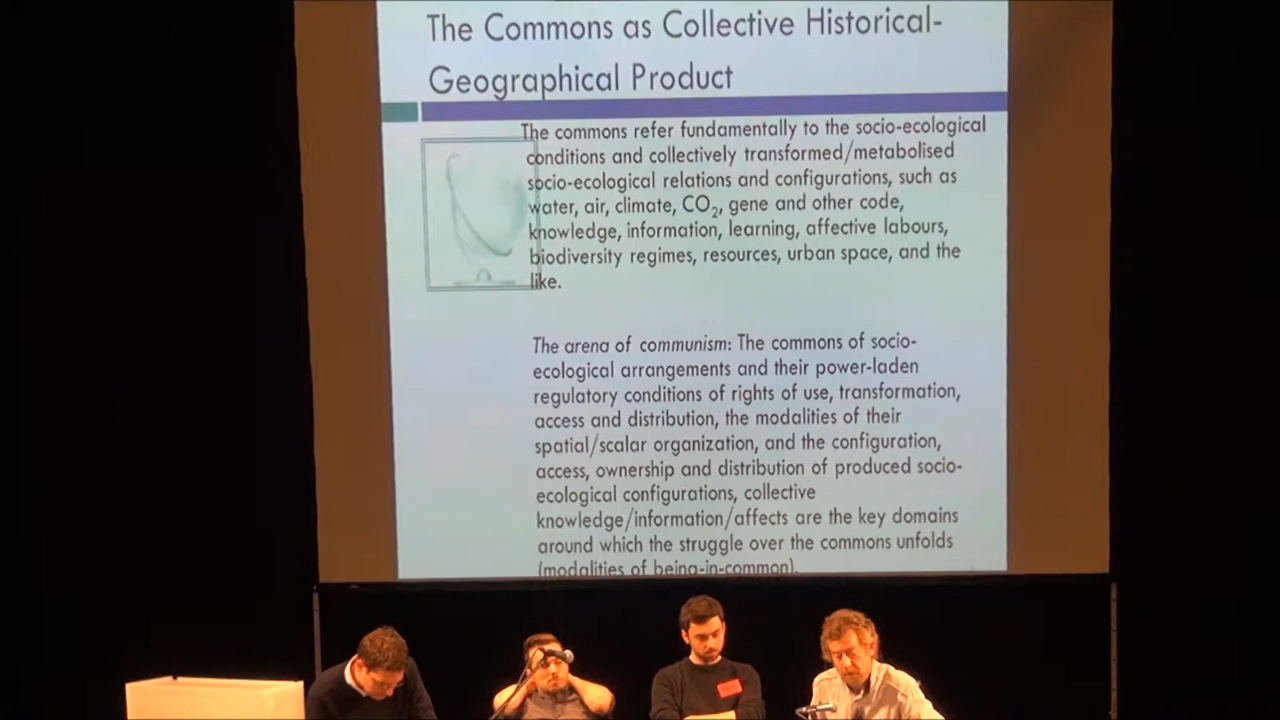 The Commons as Collective Historical-
Geographical Product
The commons refer fundamentally to the socio-ecological
conditions and collectively transformed/metabolised
socio-ecological relations and configurations, such as
water, air, climate, CO₂, gene and other code,
knowledge, information, learning, affective labours,
biodiversity regimes, resources, urban space, and the
like.
The arena of communism: The commons of socio-
ecological arrangements and their power-laden
regulatory conditions of rights of use, transformation,
access and distribution, the modalities of their
spatial/scalar organization, and the configuration,
access, ownership and distribution of produced socio-
ecological configurations, collective
knowledge/information/affects are the key domains
around which the struggle over the commons unfolds
(modalities of being-in-common).